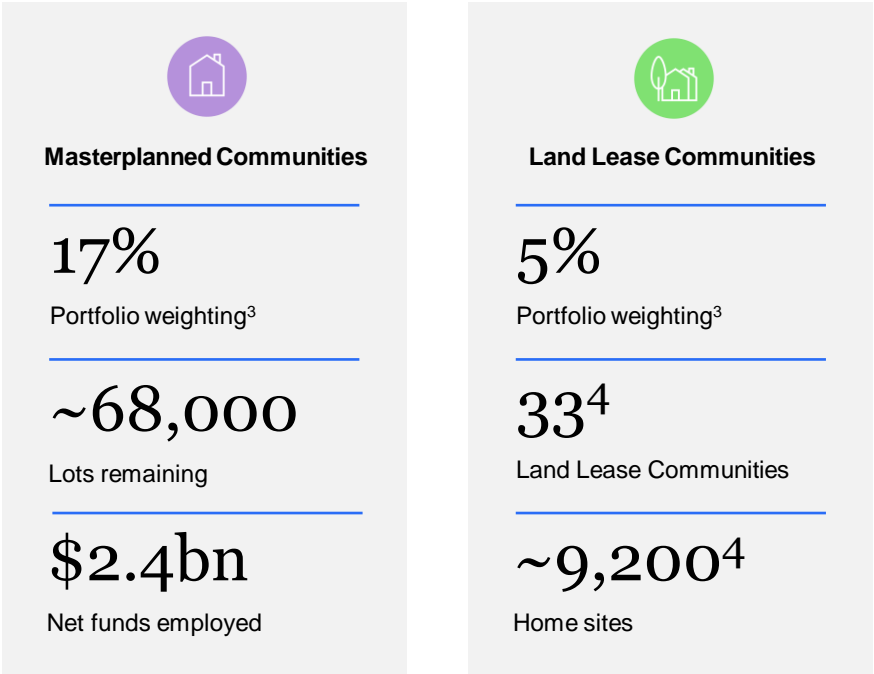 Masterplanned Communities
17%
Portfolio weighting³
~68,000
Lots remaining
$2.4bn
Net funds employed
Land Lease Communities
5%
Portfolio weighting³
33⁴
Land Lease Communities
~9,200⁴
Home sites